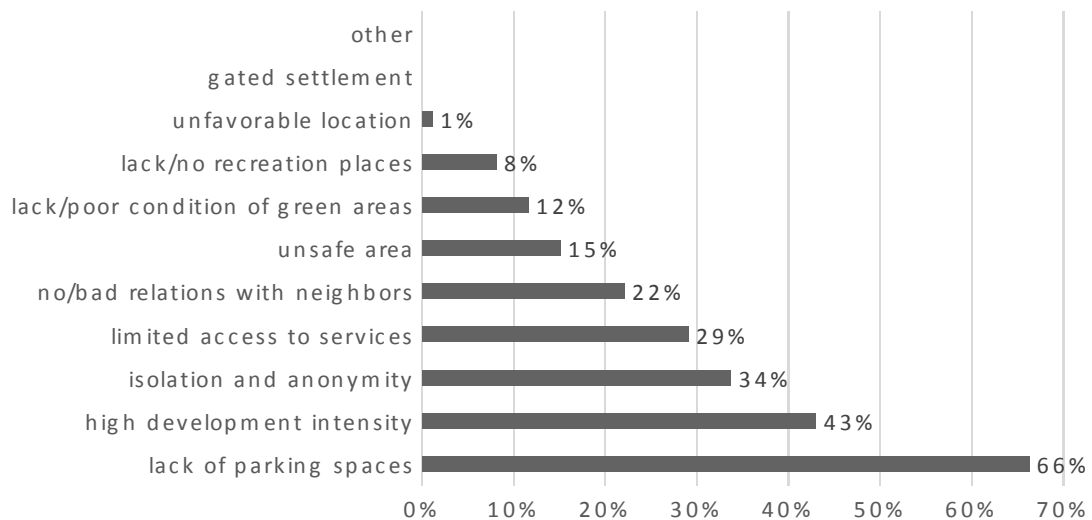 other
gated settlement
unfavorable location 1%
lack/no recreation places 8%
lack/poor condition of green areas 12%
unsafe area 15%
no/bad relations with neighbors 22%
limited access to services 29%
isolation and anonymity 34%
high development intensity 43%
lack of parking spaces 66%
0% 10% 20% 30% 40% 50% 60% 70%